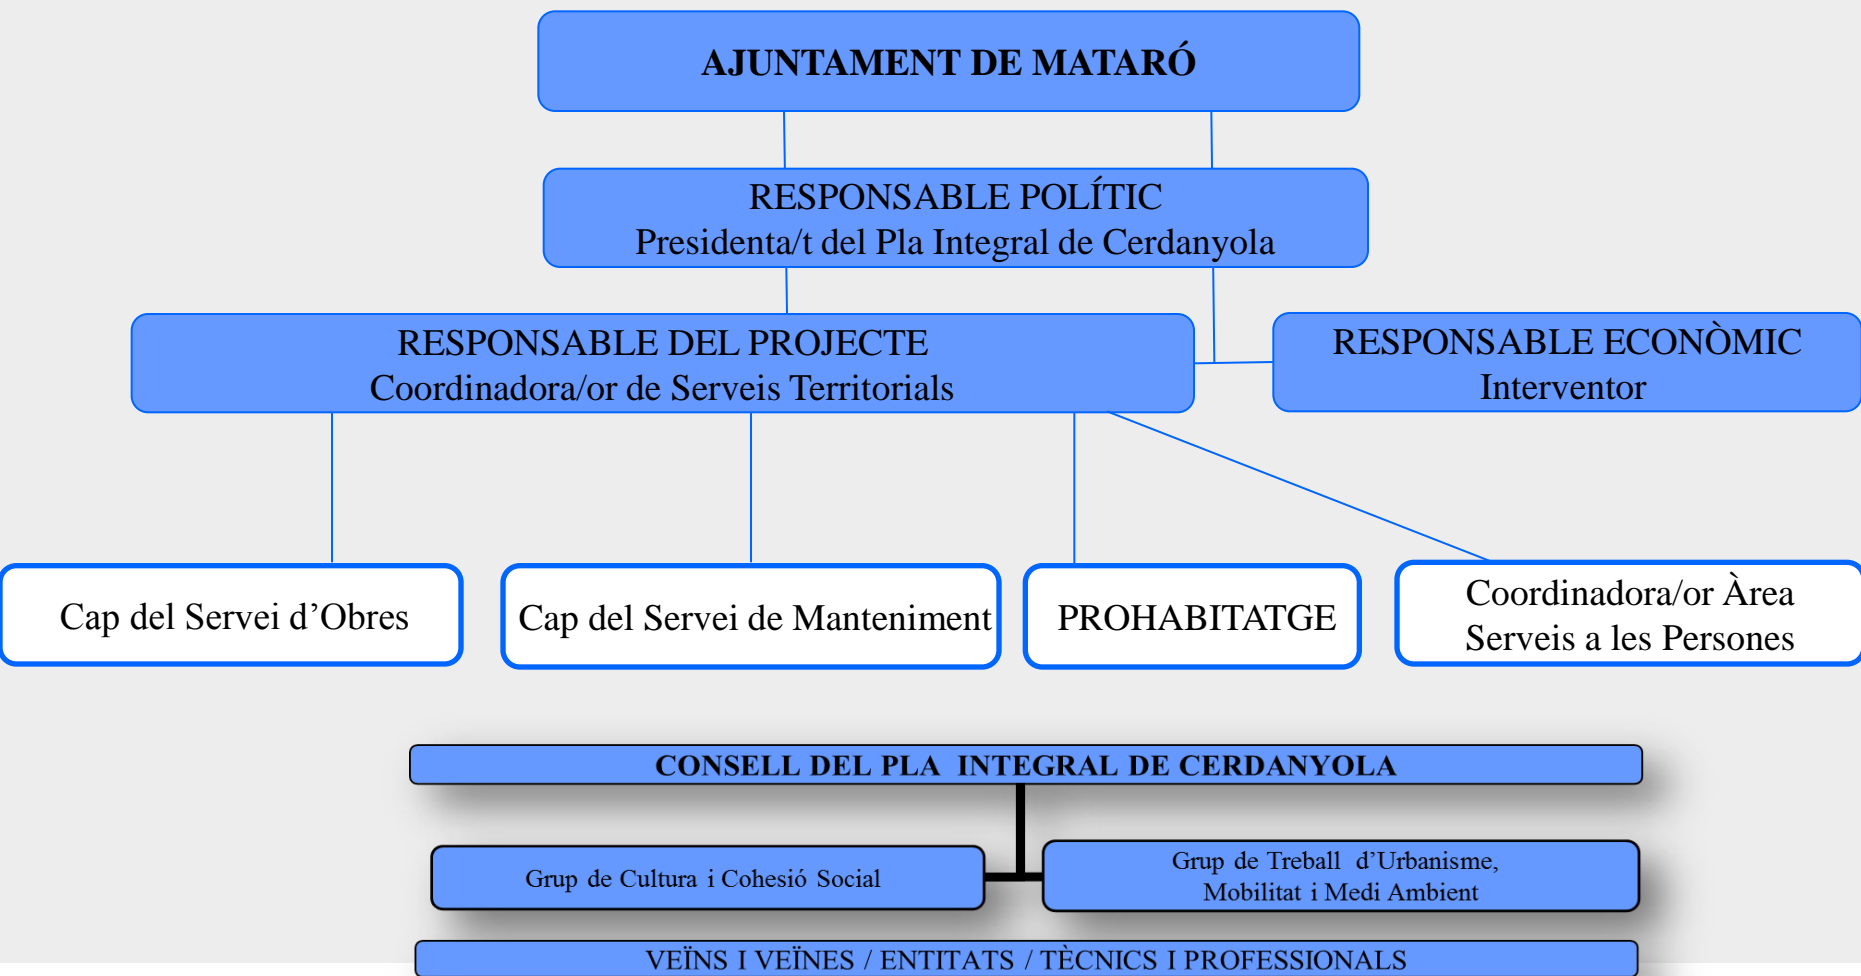 AJUNTAMENT DE MATARÓ
RESPONSABLE POLÍTIC
Presidenta/t del Pla Integral de Cerdanyola
RESPONSABLE DEL PROJECTE
Coordinadora/or de Serveis Territorials
RESPONSABLE ECONÒMIC
Interventor
Cap del Servei d’Obres
Cap del Servei de Manteniment
PROHABITATGE
Coordinadora/or Àrea
Serveis a les Persones
CONSELL DEL PLA INTEGRAL DE CERDANYOLA
Grup de Cultura i Cohesió Social
Grup de Treball d’Urbanisme,
Mobilitat i Medi Ambient
VEÏNS I VEÏNES / ENTITATS / TÈCNICS I PROFESSIONALS